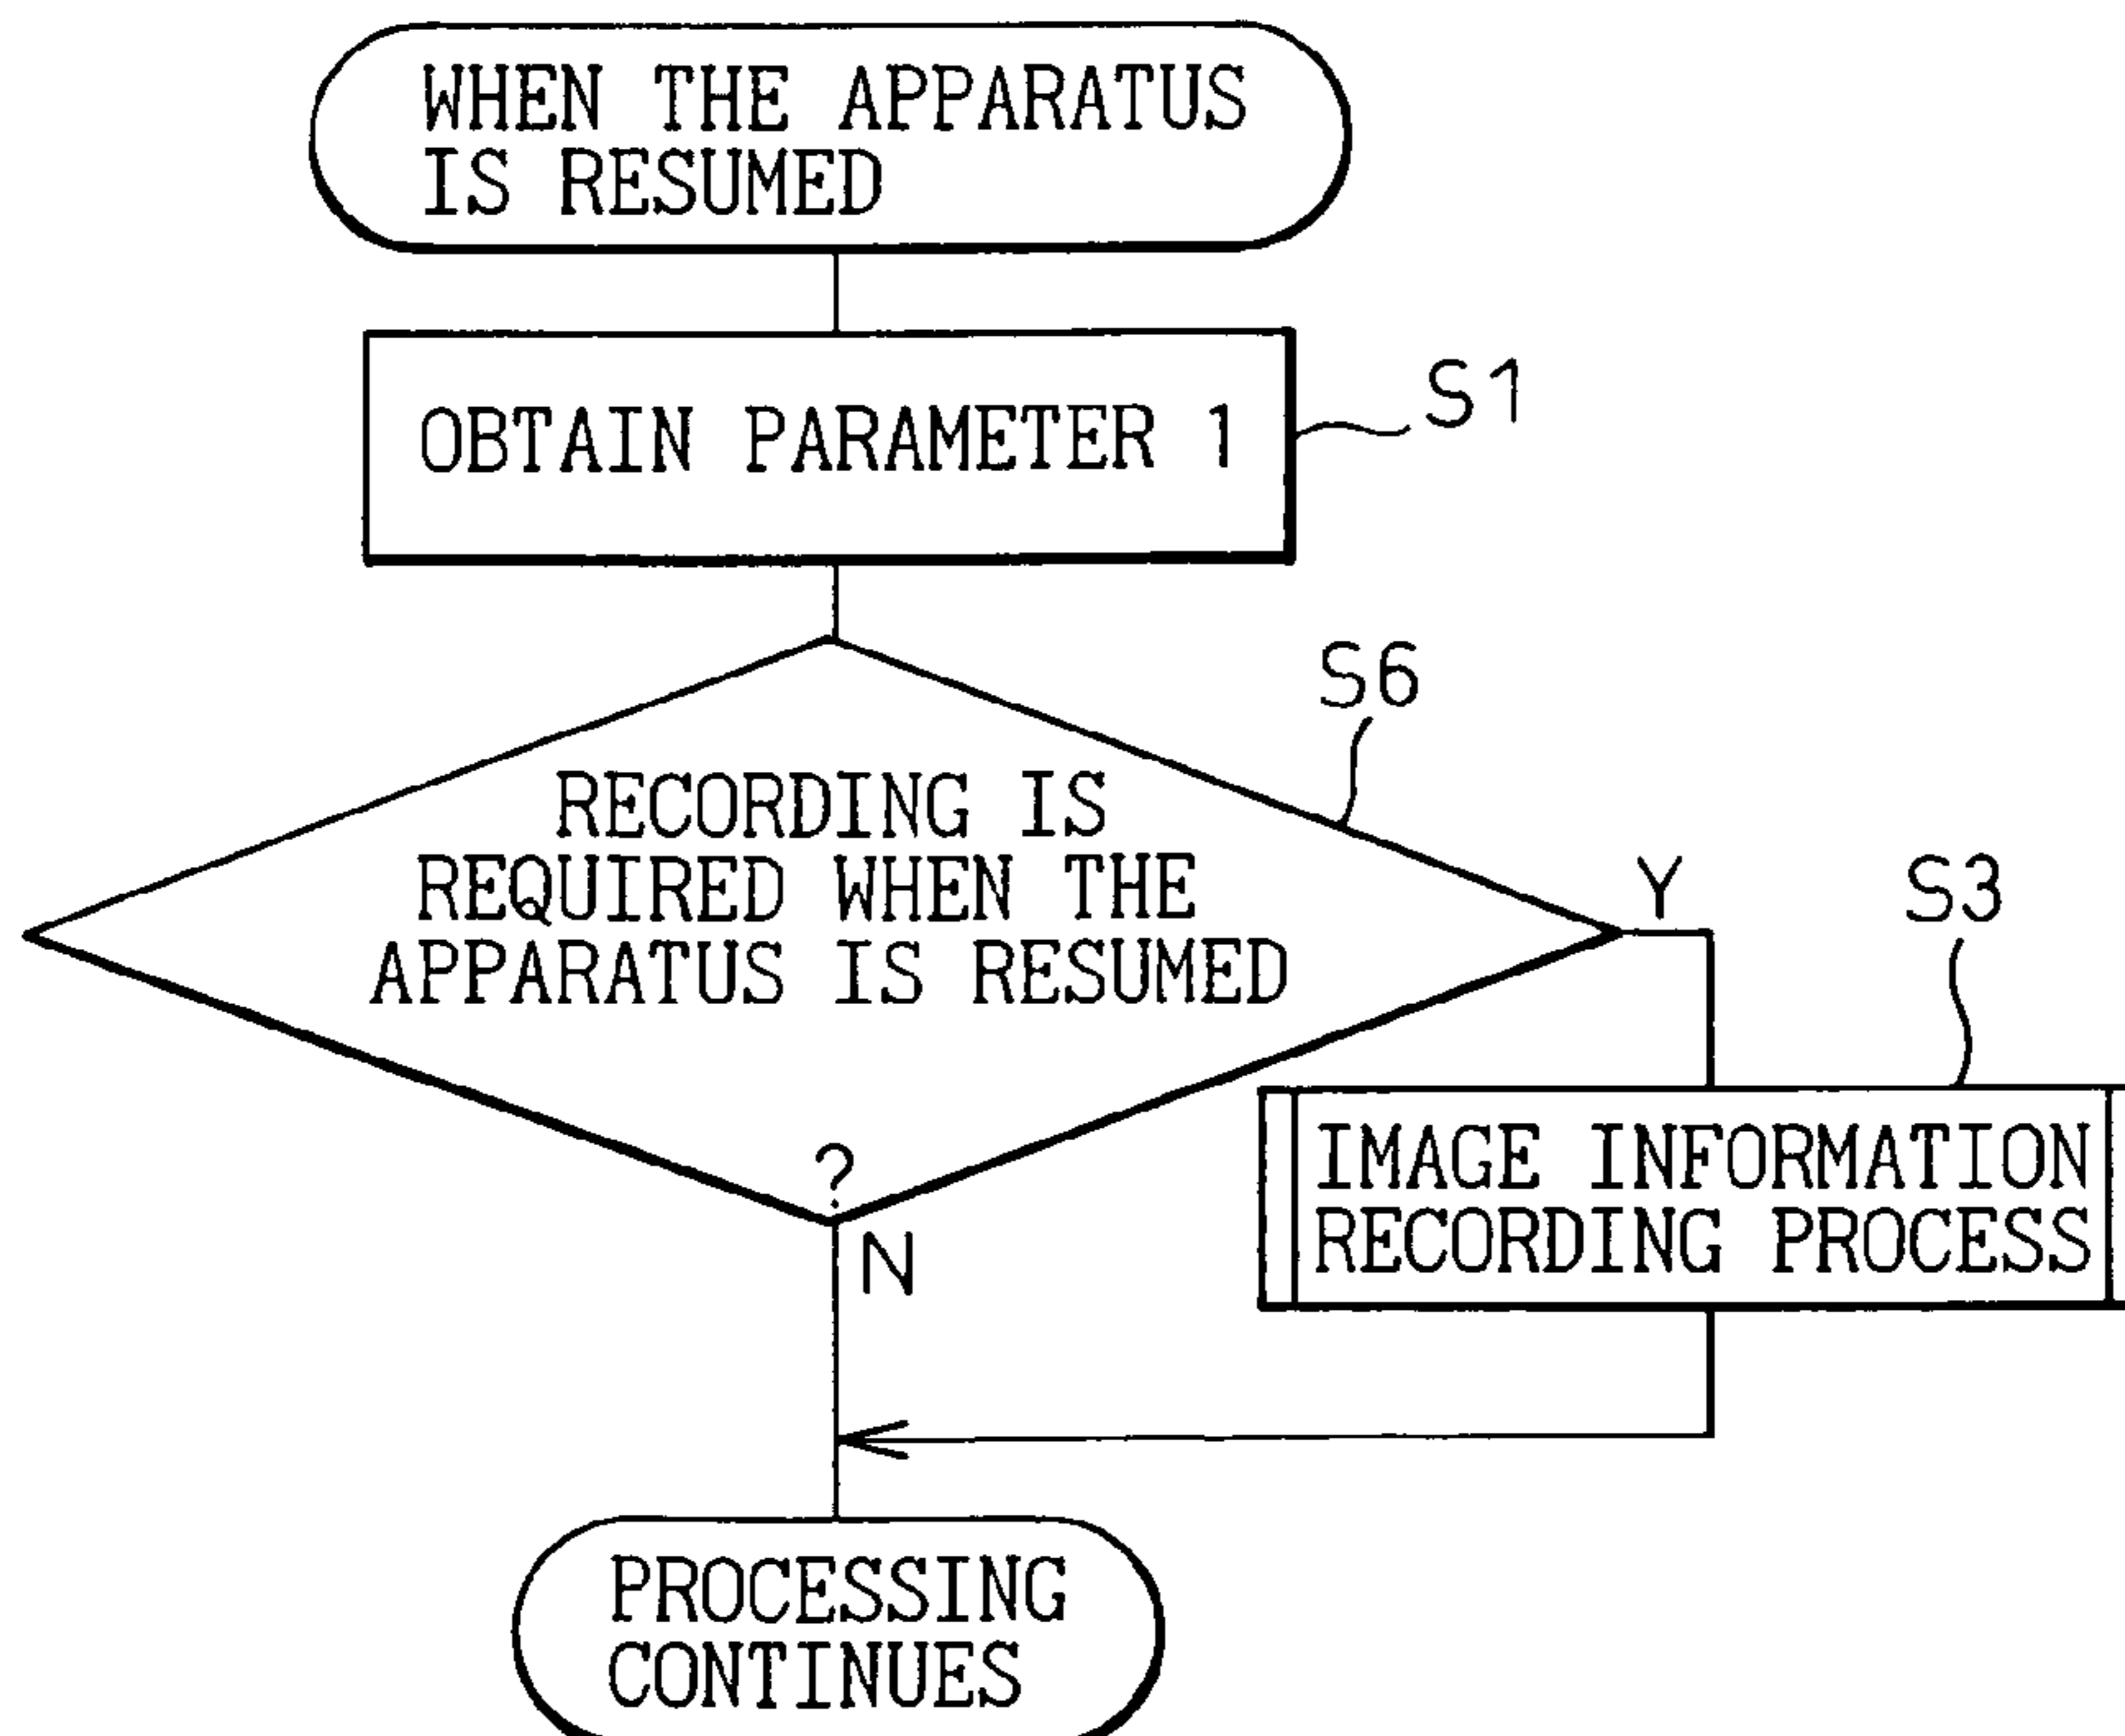 WHEN THE APPARATUS
IS RESUMED
OBTAIN PARAMETER 1
S1
S6
RECORDING IS
REQUIRED WHEN THE
APPARATUS IS RESUMED
?
Y
S3
N
IMAGE INFORMATION
RECORDING PROCESS
PROCESSING
CONTINUES